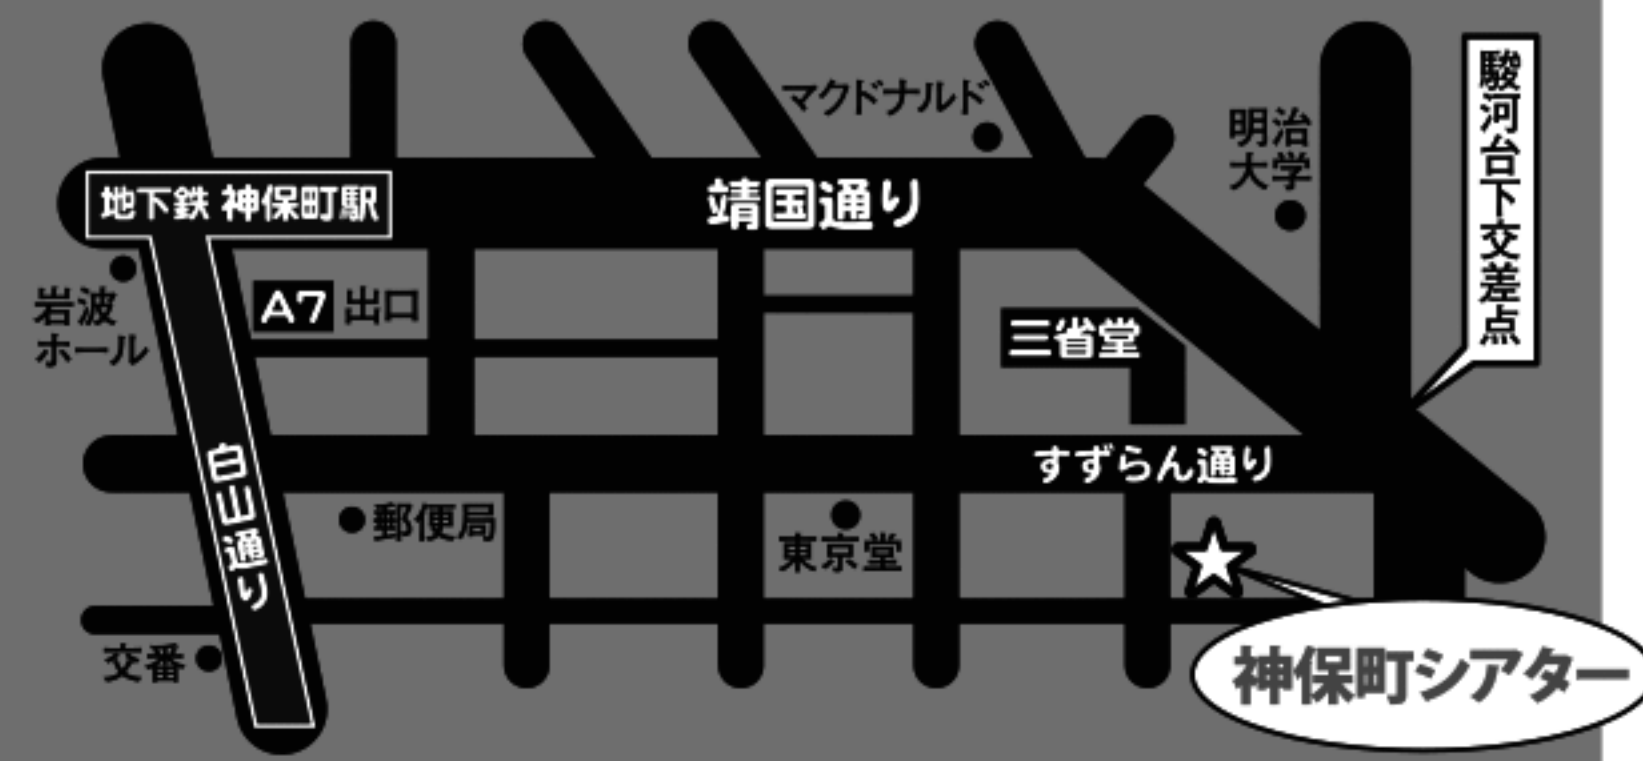 駿河台下交差点
マクドナルド
明治
大学
地下鉄 神保町駅
靖国通り
岩波
ホール
A7 出口
三省堂
白山通り
すずらん通り
郵便局
東京堂
交番
神保町シアター